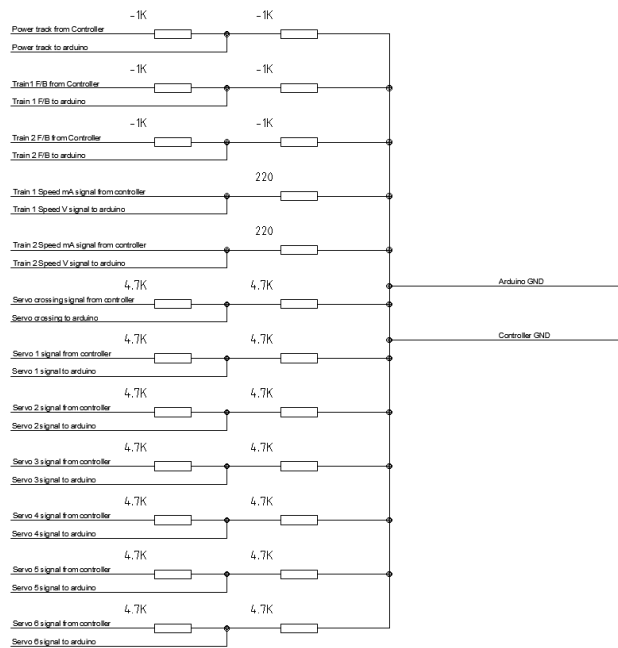 ~1K ~1K
Power track from Controller
Power track to arduino
~1K ~1K
Train1 F/B from Controller
Train 1 F/B to arduino
~1K ~1K
Train 2 F/B from Controller
Train 2 F/B to arduino
220
Train 1 Speed mA signal from controller
Train 1 Speed V signal to arduino
220
Train 2 Speed mA signal from controller
Train 2 Speed V signal to arduino
Arduino GND
4.7K 4.7K
Servo crossing signal from controller
Servo crossing to arduino
Controller GND
4.7K 4.7K
Servo 1 signal from controller
Servo 1 signal to arduino
4.7K 4.7K
Servo 2 signal from controller
Servo 2 signal to arduino
4.7K 4.7K
Servo 3 signal from controller
Servo 3 signal to arduino
4.7K 4.7K
Servo 4 signal from controller
Servo 4 signal to arduino
4.7K 4.7K
Servo 5 signal from controller
Servo 5 signal to arduino
4.7K 4.7K
Servo 6 signal from controller
Servo 6 signal to arduino